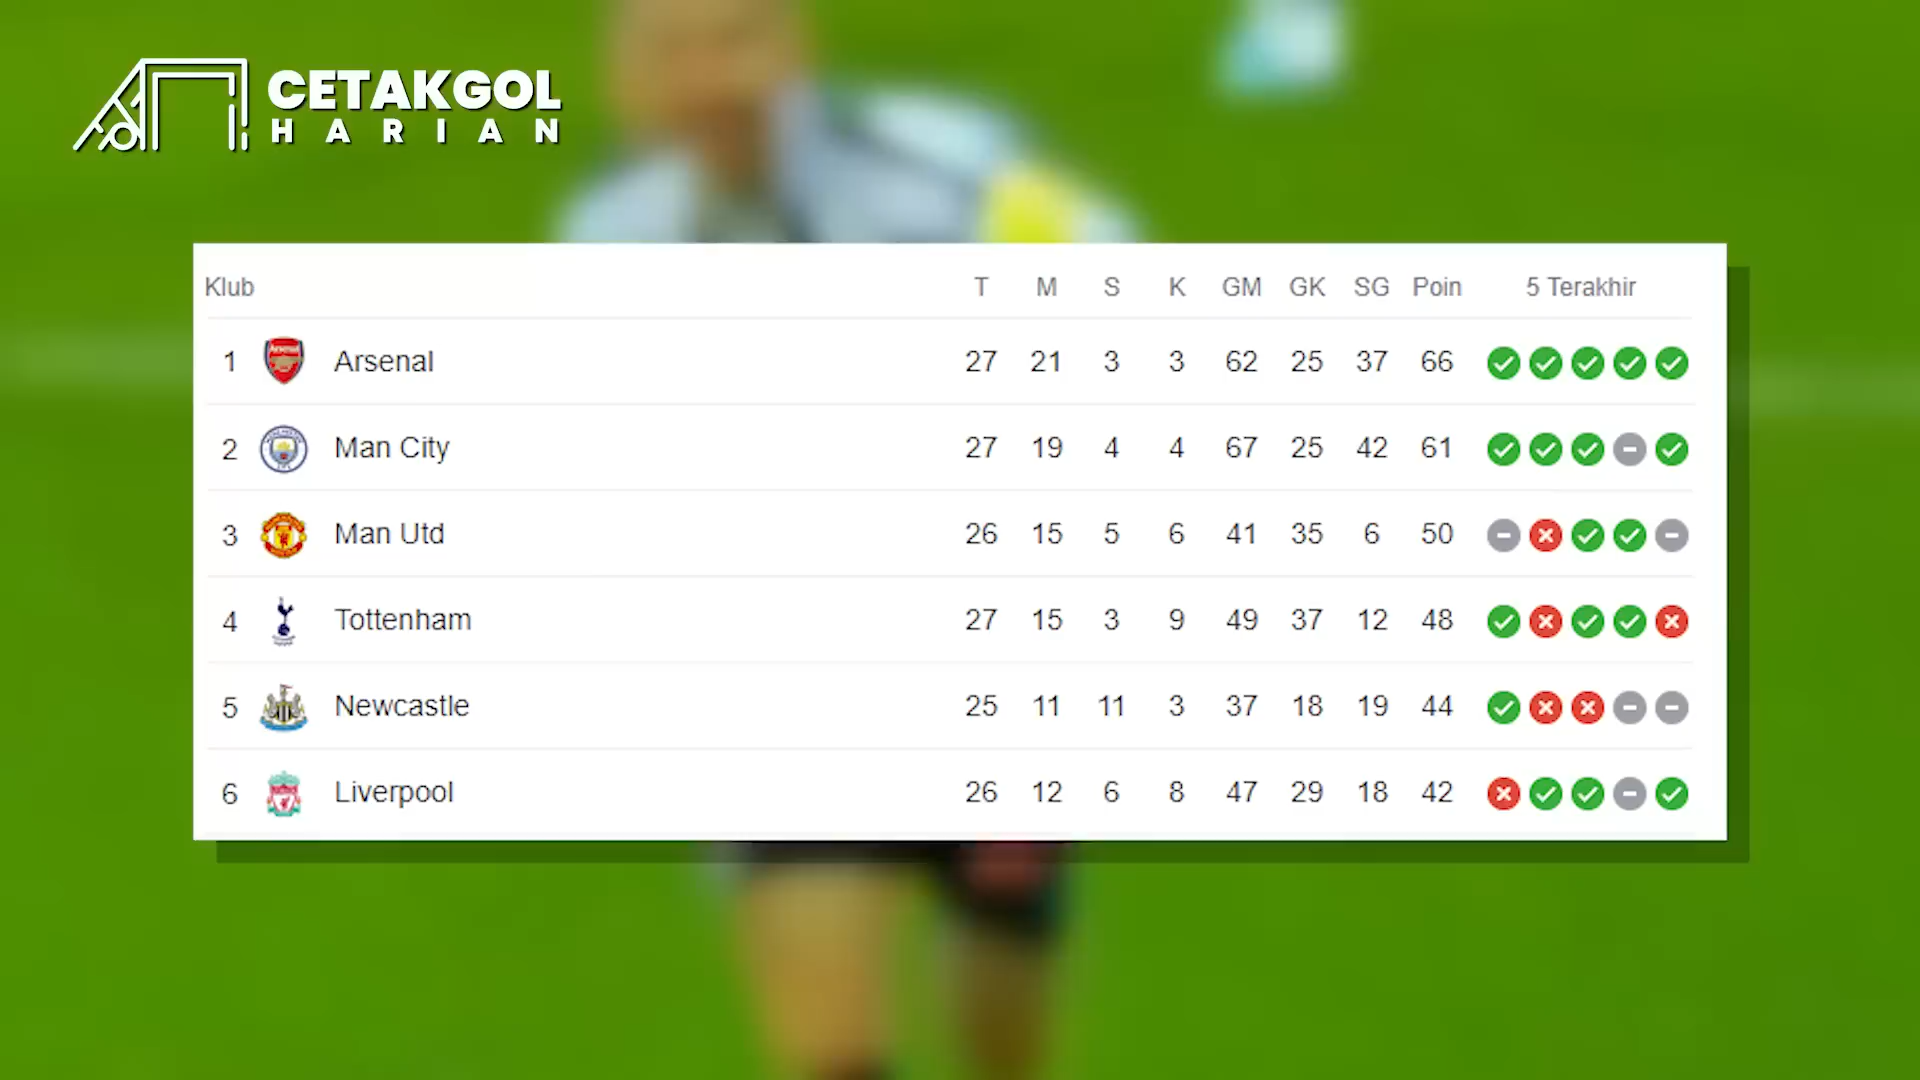 CETAKGOL
HARIAN
Klub T M S K GM GK SG Poin 5 Terakhir
1 Arsenal 27 21 3 3 62 25 37 66
2 Man City 27 19 4 4 67 25 42 61
3 Man Utd 26 15 5 6 41 35 6 50
4 Tottenham 27 15 3 9 49 37 12 48
5 Newcastle 25 11 11 3 37 18 19 44
6 Liverpool 26 12 6 8 47 29 18 42